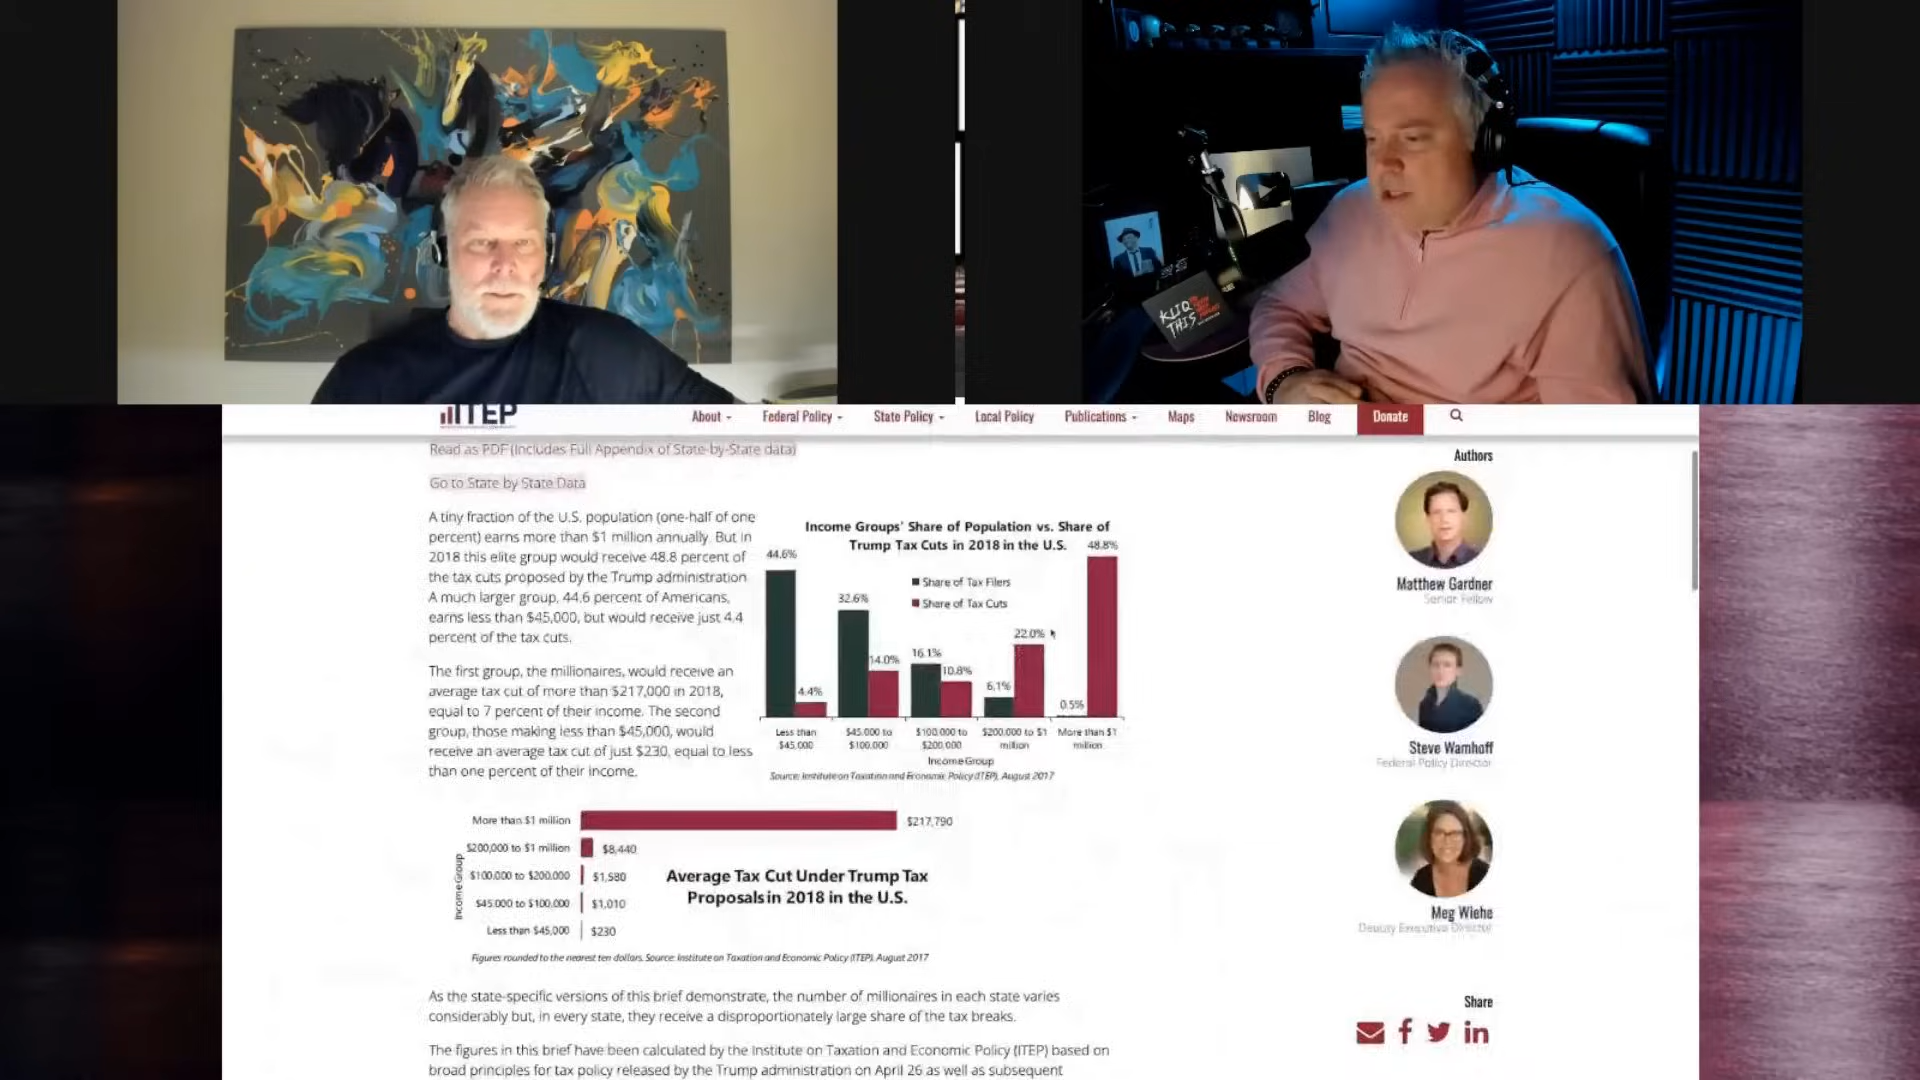 KLIQ
THIS
ITEP
About
Federal Policy
State Policy
Local Policy
Publications
Maps
Newsroom
Blog
Donate
Read as PDF (Includes Full Appendix of State-by-State data)
Go to State by State Data
A tiny fraction of the U.S. population (one-half of one
percent) earns more than $1 million annually. But in
2018 this elite group would receive 48.8 percent of
the tax cuts proposed by the Trump administration
A much larger group, 44.6 percent of Americans,
earns less than $45,000, but would receive just 4.4
percent of the tax cuts.
The first group, the millionaires, would receive an
average tax cut of more than $217,000 in 2018,
equal to 7 percent of their income. The second
group, those making less than $45,000, would
receive an average tax cut of just $230, equal to less
than one percent of their income.
Income Groups' Share of Population vs. Share of
Trump Tax Cuts in 2018 in the U.S.
Share of Tax Filers
Share of Tax Cuts
44.6%
4.4%
32.6%
14.0%
16.1%
10.8%
6.1%
22.0%
0.5%
48.8%
Less than
$45,000
$45,000 to
$100,000
$100,000 to
$200,000
$200,000 to $1
million
More than $1
million
Income Group
Source: Institute on Taxation and Economic Policy (ITEP), August 2017
More than $1 million $217,790
$200,000 to $1 million $8,440
$100,000 to $200,000 $1,580
$45,000 to $100,000 $1,010
Less than $45,000 $230
Income Group
Average Tax Cut Under Trump Tax
Proposals in 2018 in the U.S.
Figures rounded to the nearest ten dollars. Source: Institute on Taxation and Economic Policy (ITEP), August 2017
As the state-specific versions of this brief demonstrate, the number of millionaires in each state varies
considerably but, in every state, they receive a disproportionately large share of the tax breaks.
The figures in this brief have been calculated by the Institute on Taxation and Economic Policy (ITEP) based on
broad principles for tax policy released by the Trump administration on April 26 as well as subsequent
Authors
Matthew Gardner
Senior Fellow
Steve Wamhoff
Federal Policy Director
Meg Wiehe
Deputy Executive Director
Share